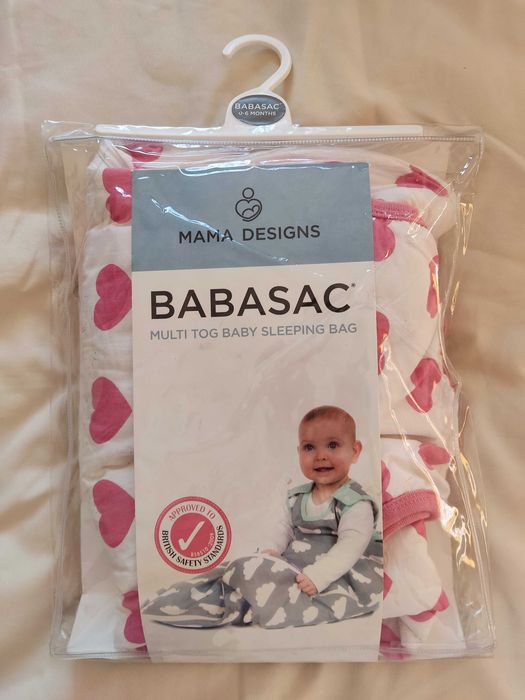 BABASAC
0-6 MONTHS
MAMA DESIGNS
BABASAC®
MULTI TOG BABY SLEEPING BAG
APPROVED TO
BRITISH SAFETY STANDARDS